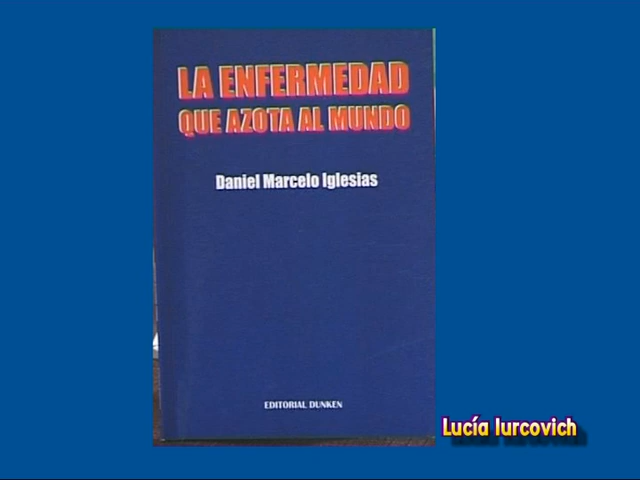 LA ENFERMEDAD
QUE AZOTA AL MUNDO
Daniel Marcelo Iglesias
EDITORIAL DUNKEN
Lucía Iurcovich